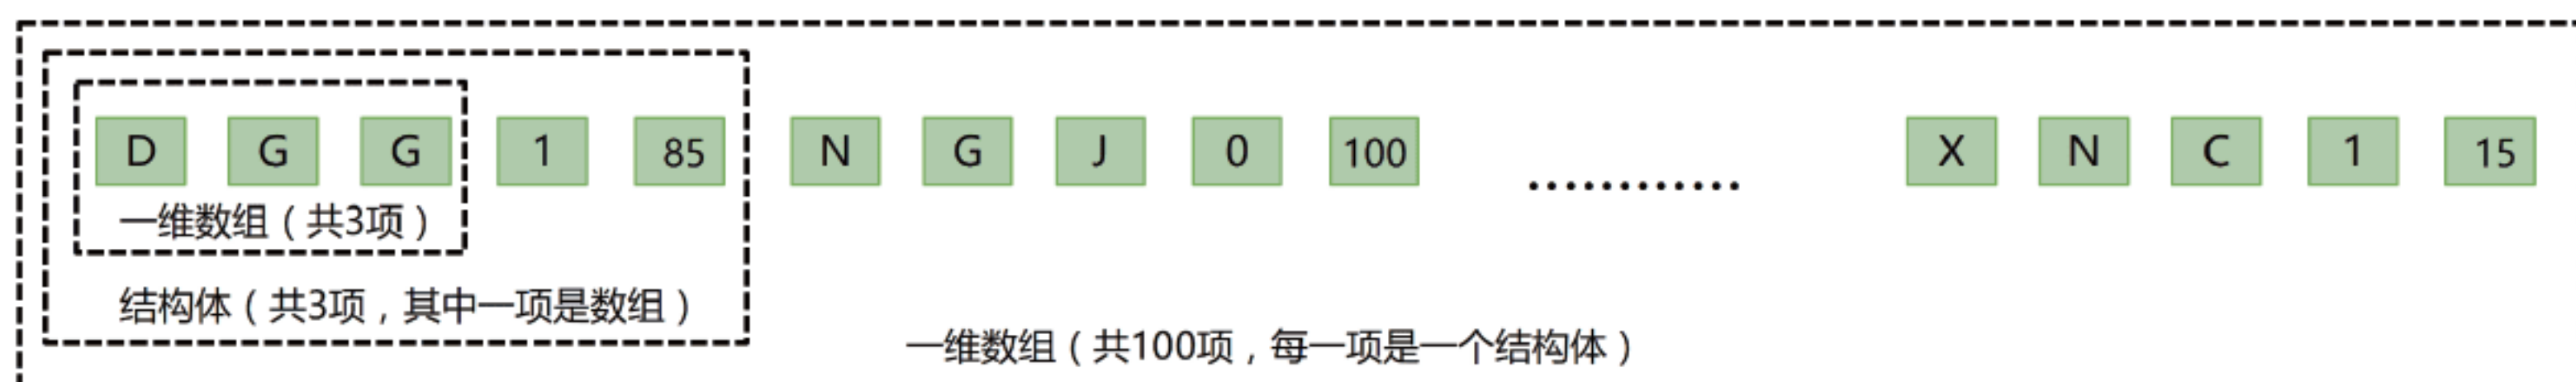 D G G 1 85 N G J 0 100 ............ X N C 1 15
一维数组（共3项）
结构体（共3项，其中一项是数组）
一维数组（共100项，每一项是一个结构体）